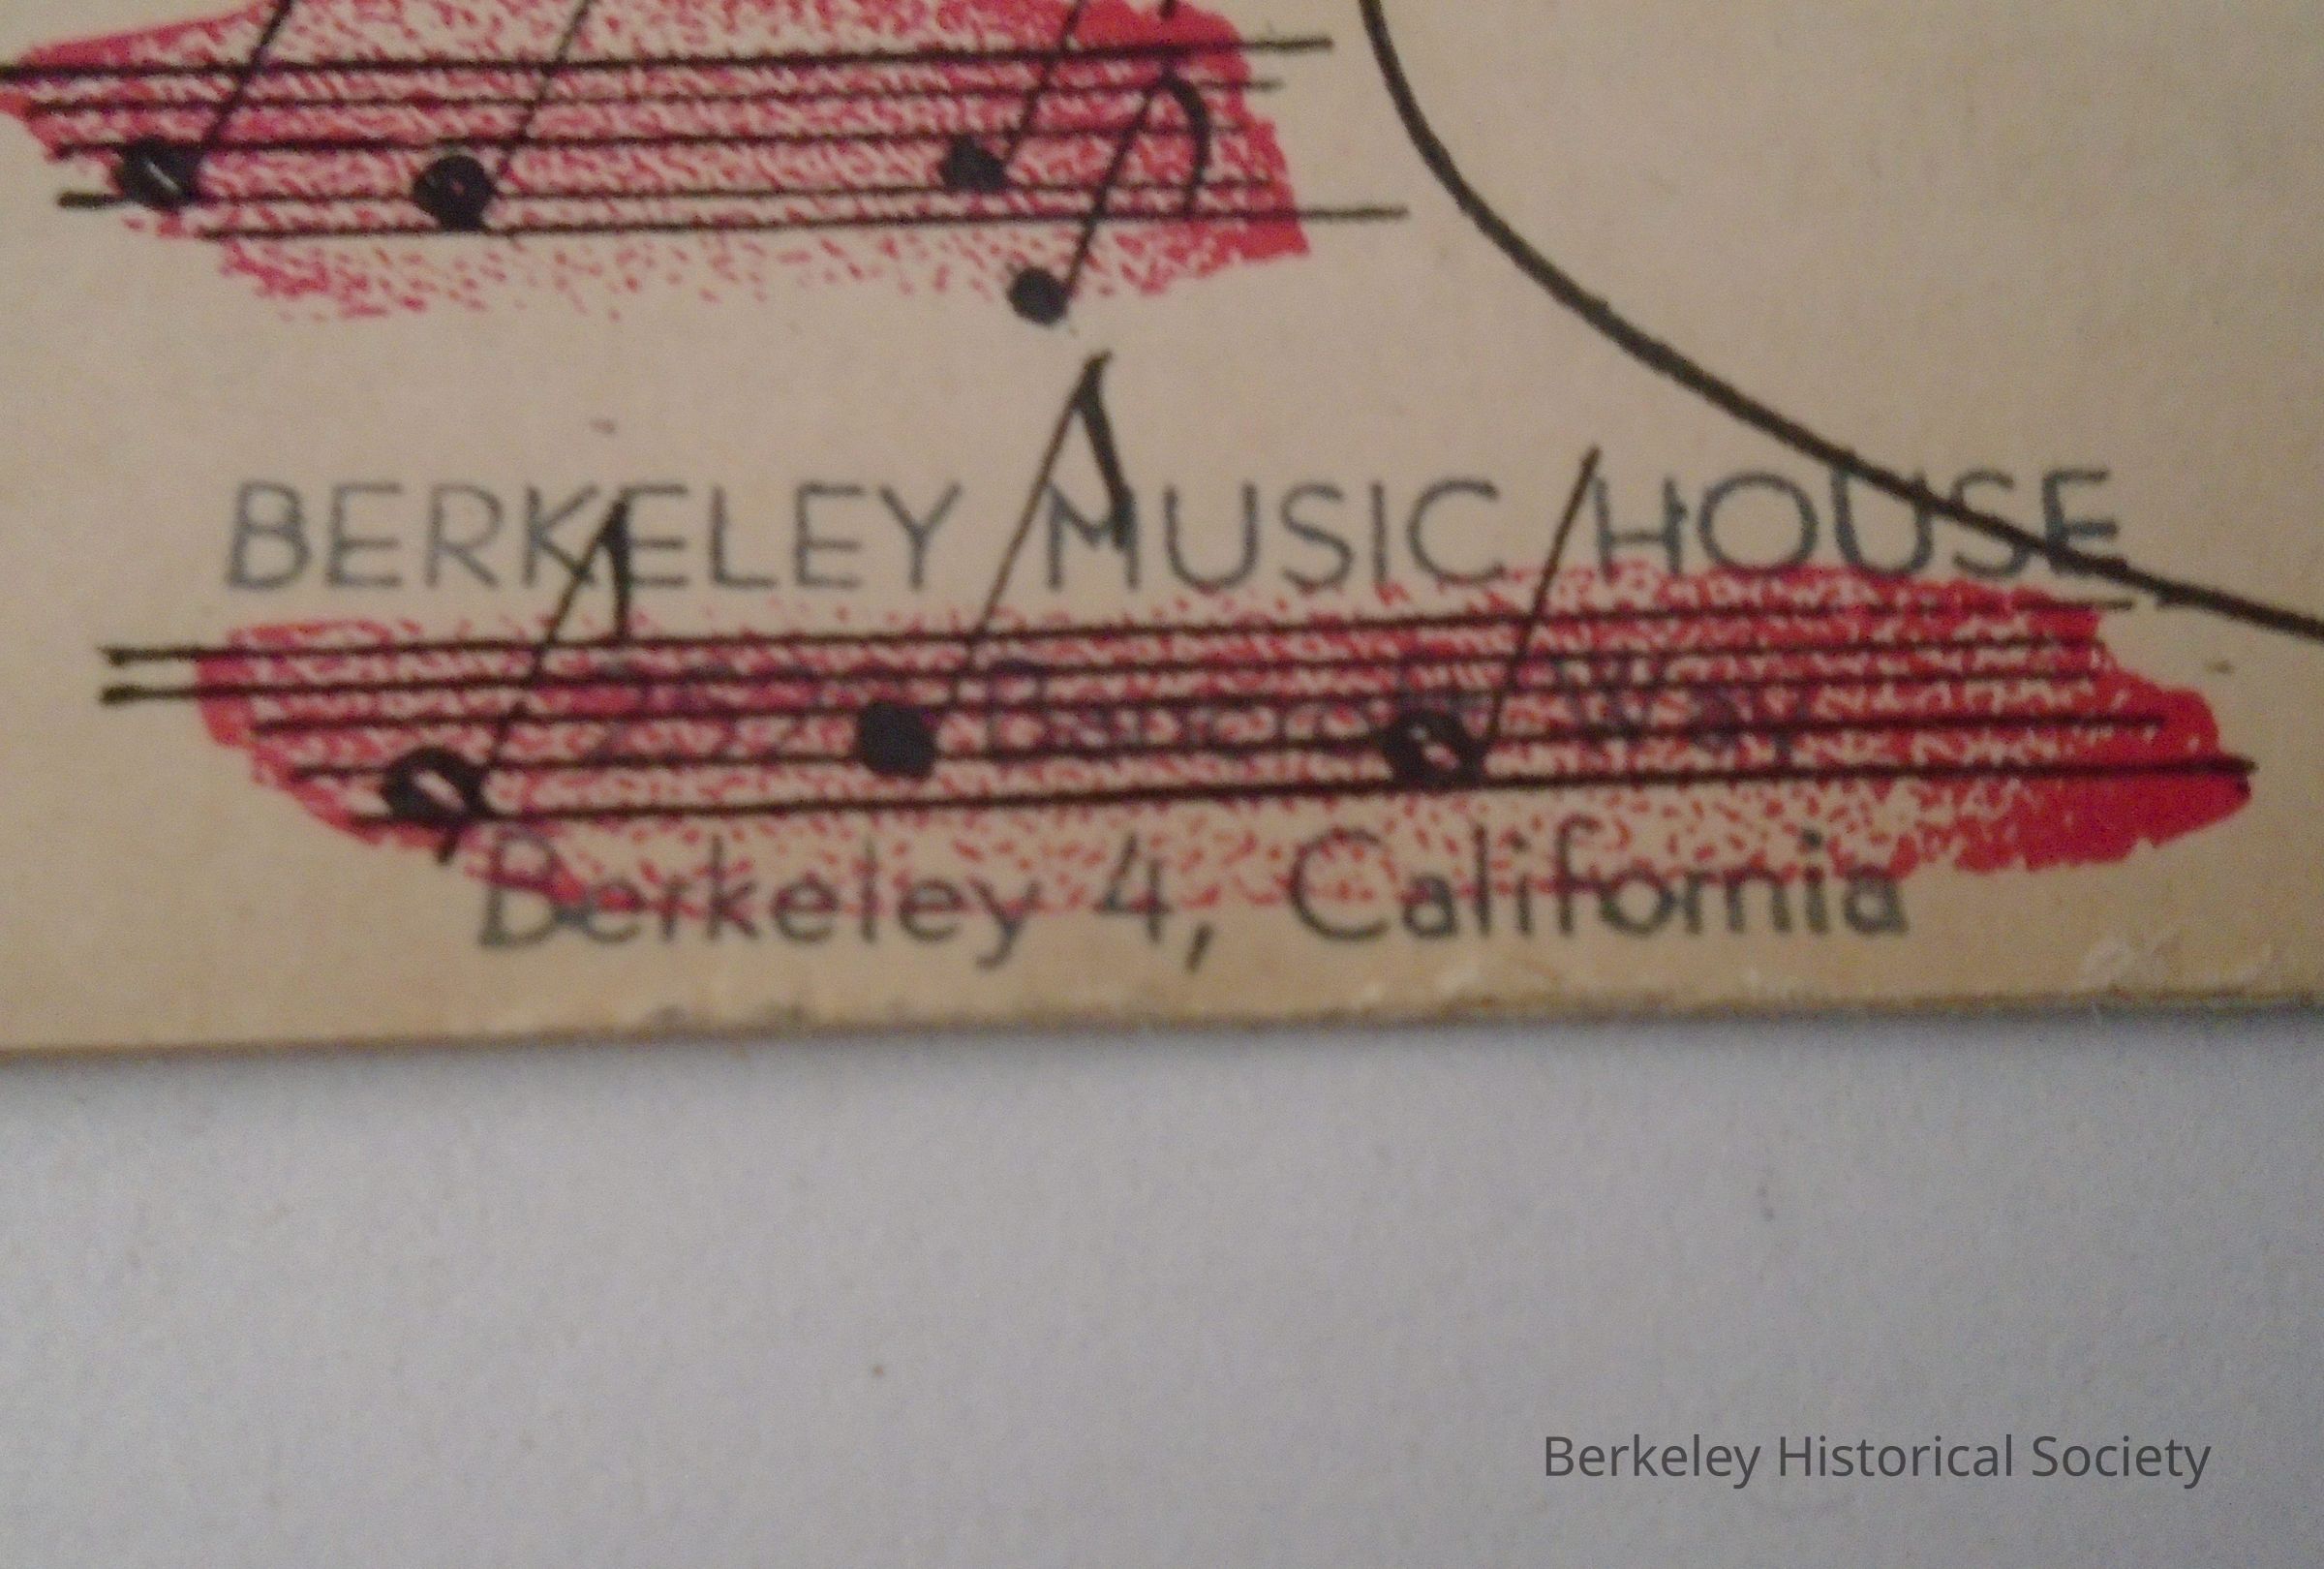 BERKELEY MUSIC HOUSE
Berkeley 4, California
Berkeley Historical Society